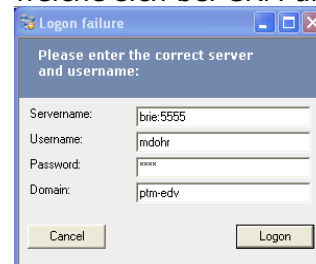 Logon failure
Please enter the correct server
and username:
Servername: brie:5555
Username: mdohr
Password: ××××
Domain: ptm-edv
Cancel Logon